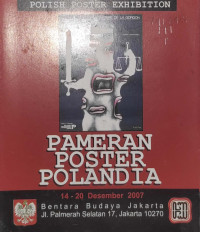 POLISH POSTER EXHIBITION
PAMERAN
POSTER
POLANDIA
14 - 20 Desember 2007
Bentara Budaya Jakarta
Jl. Palmerah Selatan 17, Jakarta 10270